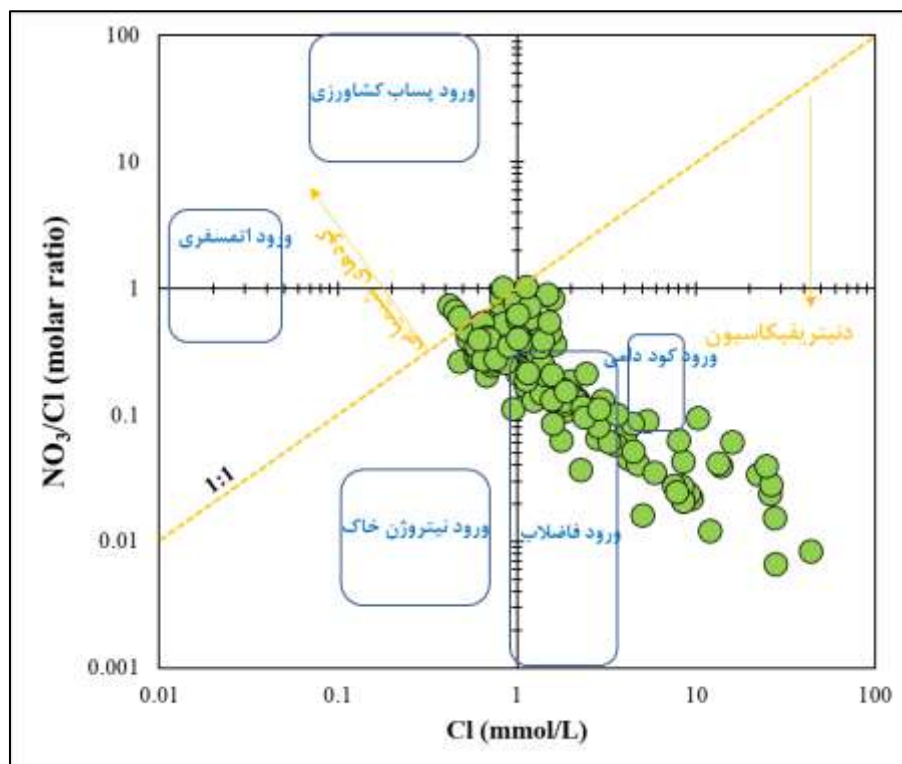 100
ورود پساب کشاورزی
10
ورود اتمسفری
کودهای شیمیایی
1
دنیتریفیکاسیون
ورود کود دامی
NO₃/Cl (molar ratio)
0.1
1:1
ورود نیتروژن خاک
ورود فاضلاب
0.01
0.001
0.01 0.1 1 10 100
Cl (mmol/L)